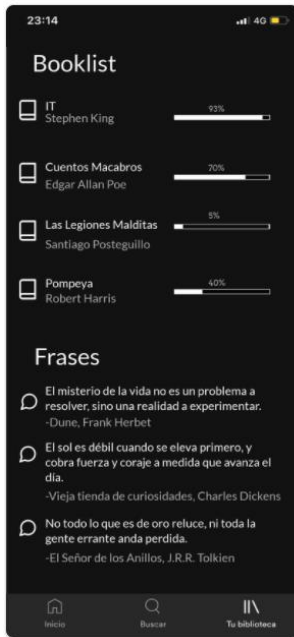 23:14
4G
Booklist
IT
Stephen King
93%
Cuentos Macabros
Edgar Allan Poe
70%
Las Legiones Malditas
Santiago Posteguillo
5%
Pompeya
Robert Harris
40%
Frases
El misterio de la vida no es un problema a
resolver, sino una realidad a experimentar.
-Dune, Frank Herbet
El sol es débil cuando se eleva primero, y
cobra fuerza y coraje a medida que avanza el
día.
-Vieja tienda de curiosidades, Charles Dickens
No todo lo que es de oro reluce, ni toda la
gente errante anda perdida.
-El Señor de los Anillos, J.R.R. Tolkien
Inicio
Buscar
Tu biblioteca